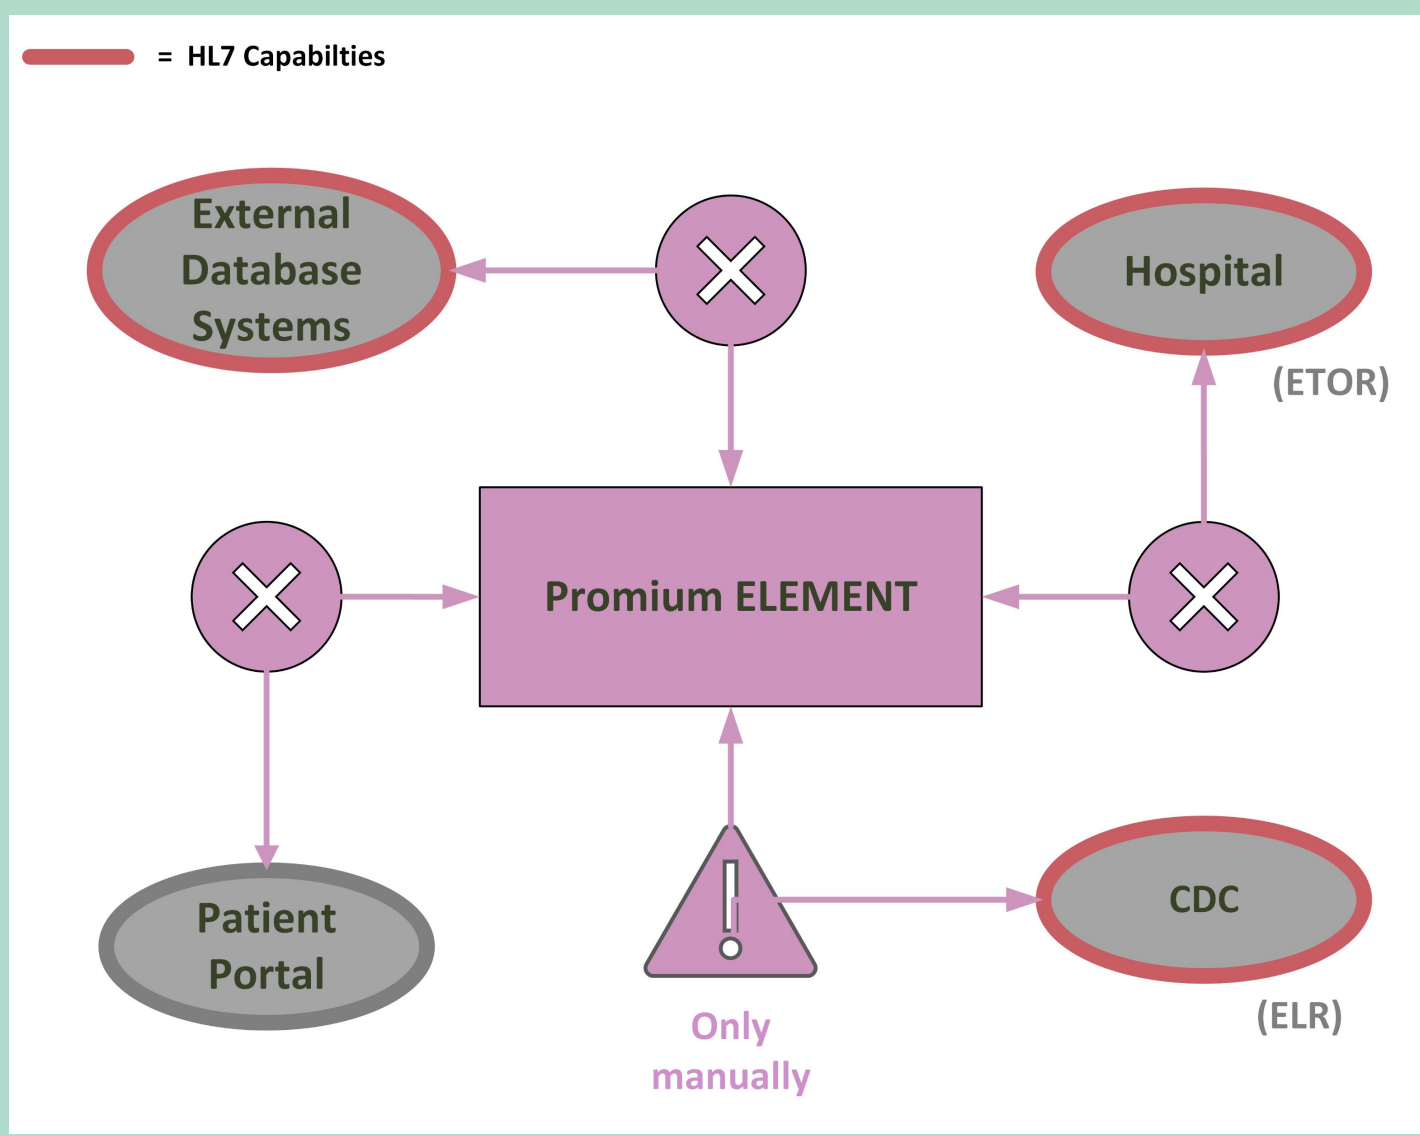 = HL7 Capabilties
External
Database
Systems
Hospital
(ETOR)
Promium ELEMENT
Patient
Portal
CDC
(ELR)
Only
manually